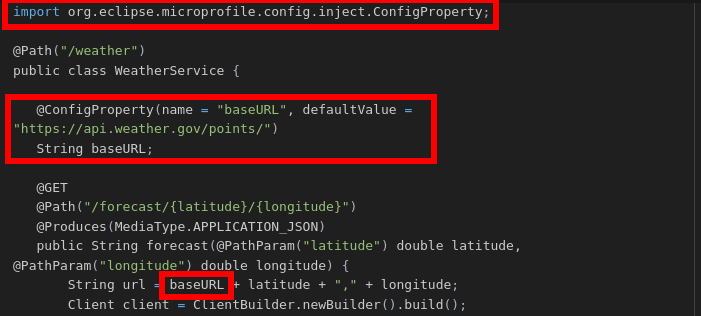 import org.eclipse.microprofile.config.inject.ConfigProperty;
@Path("/weather")
public class WeatherService {
@ConfigProperty(name = "baseURL", defaultValue =
"https://api.weather.gov/points/")
String baseURL;
@GET
@Path("/forecast/{latitude}/{longitude}")
@Produces(MediaType.APPLICATION_JSON)
public String forecast(@PathParam("latitude") double latitude,
@PathParam("longitude") double longitude) {
String url = baseURL + latitude + "," + longitude;
Client client = ClientBuilder.newBuilder().build();